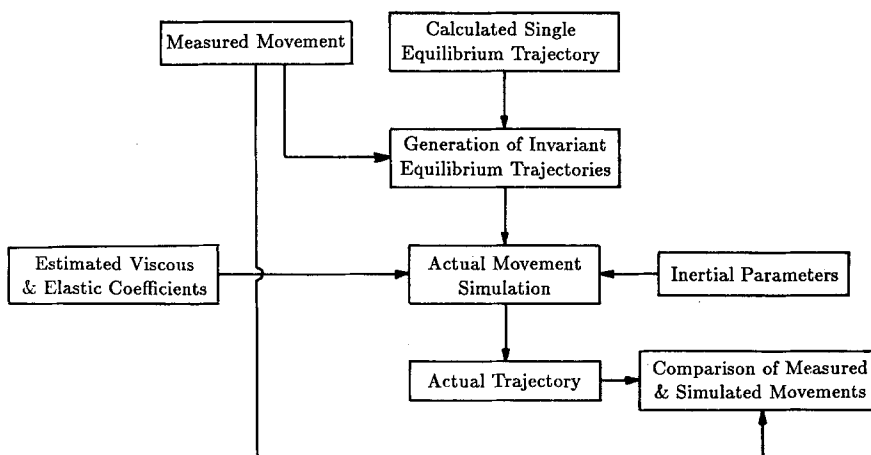 Measured Movement
Calculated Single
Equilibrium Trajectory
Generation of Invariant
Equilibrium Trajectories
Estimated Viscous
& Elastic Coefficients
Actual Movement
Simulation
Inertial Parameters
Actual Trajectory
Comparison of Measured
& Simulated Movements